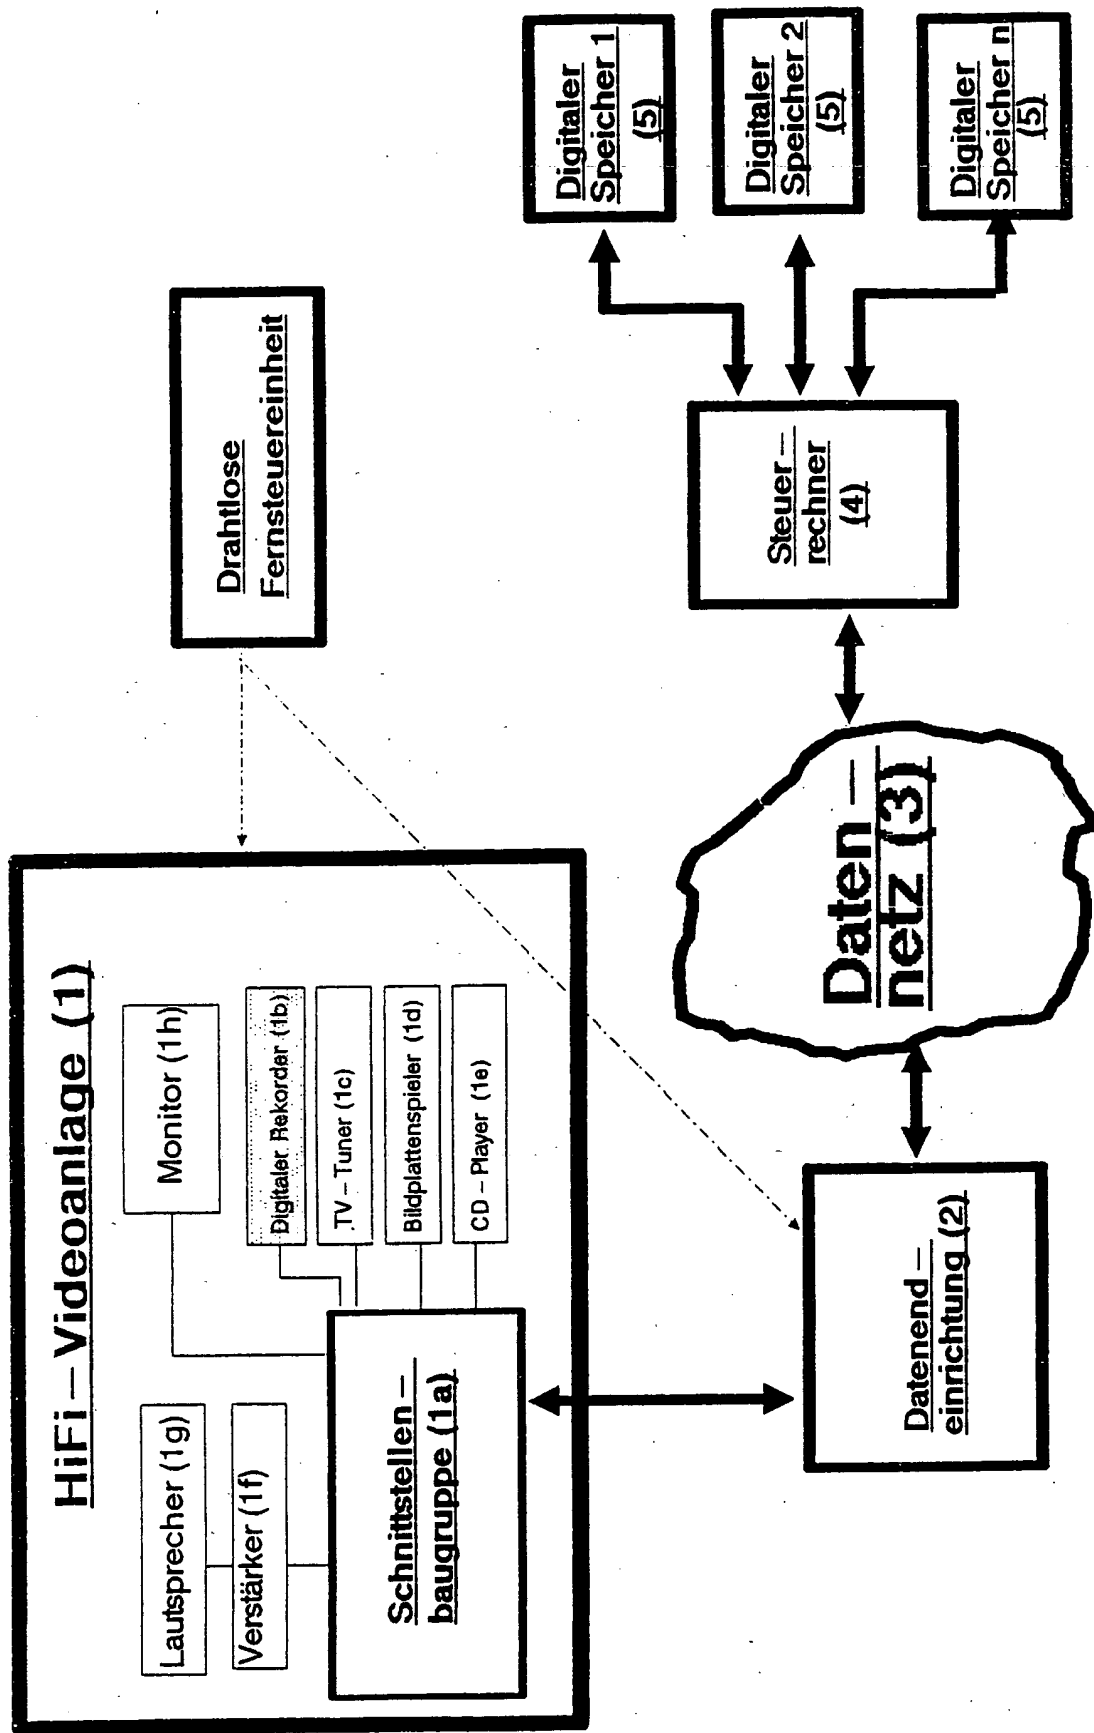 HiFi – Videoanlage (1)
Lautsprecher (1g)
Verstärker (1f)
Monitor (1h)
Digitaler Rekorder (1b)
TV – Tuner (1c)
Bildplattenspieler (1d)
CD – Player (1e)
Schnittstellen –
baugruppe (1a)
Drahtlose
Fernsteuereinheit
Datenend –
einrichtung (2)
Daten –
netz (3)
Steuer –
rechner
(4)
Digitaler
Speicher 1
(5)
Digitaler
Speicher 2
(5)
Digitaler
Speicher n
(5)